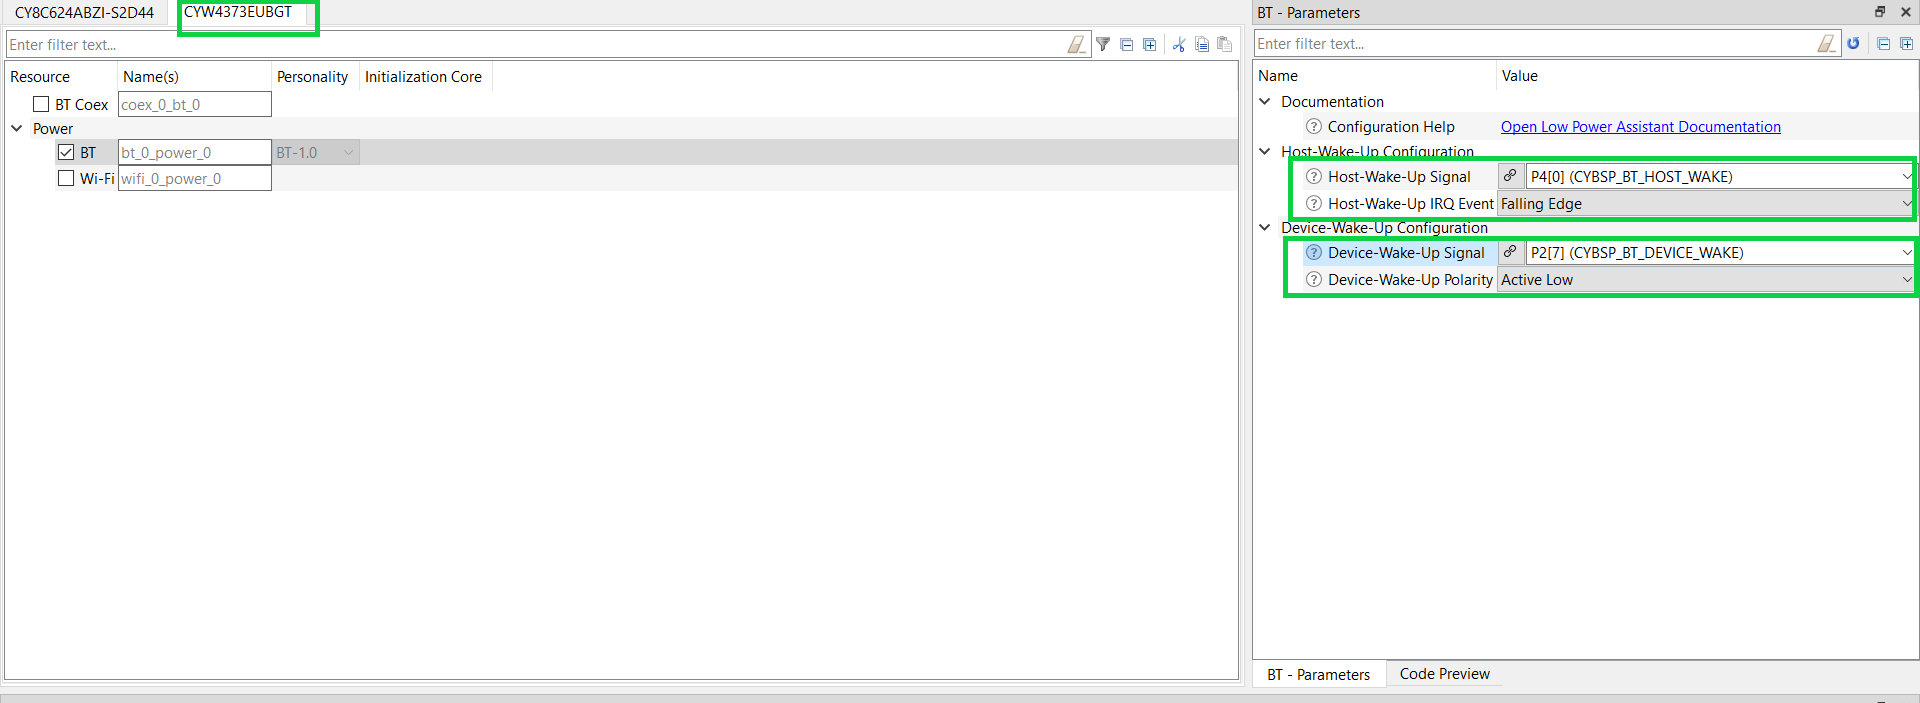 CY8C624ABZI-S2D44 CYW4373EUBGT
Enter filter text...
Resource Name(s) Personality Initialization Core
BT Coex coex_0_bt_0
Power
BT bt_0_power_0 BT-1.0
Wi-Fi wifi_0_power_0
BT - Parameters
Enter filter text...
Name Value
Documentation
? Configuration Help Open Low Power Assistant Documentation
Host-Wake-Up Configuration
? Host-Wake-Up Signal P4[0] (CYBSP_BT_HOST_WAKE)
? Host-Wake-Up IRQ Event Falling Edge
Device-Wake-Up Configuration
? Device-Wake-Up Signal P2[7] (CYBSP_BT_DEVICE_WAKE)
? Device-Wake-Up Polarity Active Low
BT - Parameters Code Preview